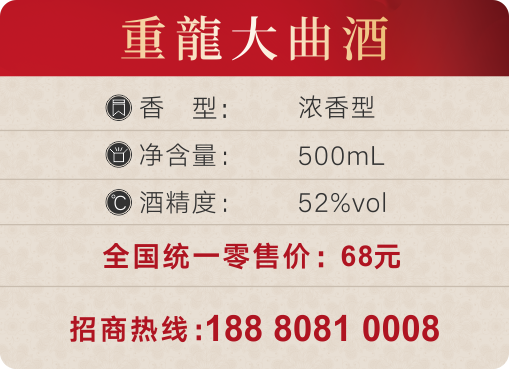 重龍大曲酒
香 型： 浓香型
净含量： 500mL
℃ 酒精度： 52%vol
全国统一零售价：68元
招商热线:188 8081 0008